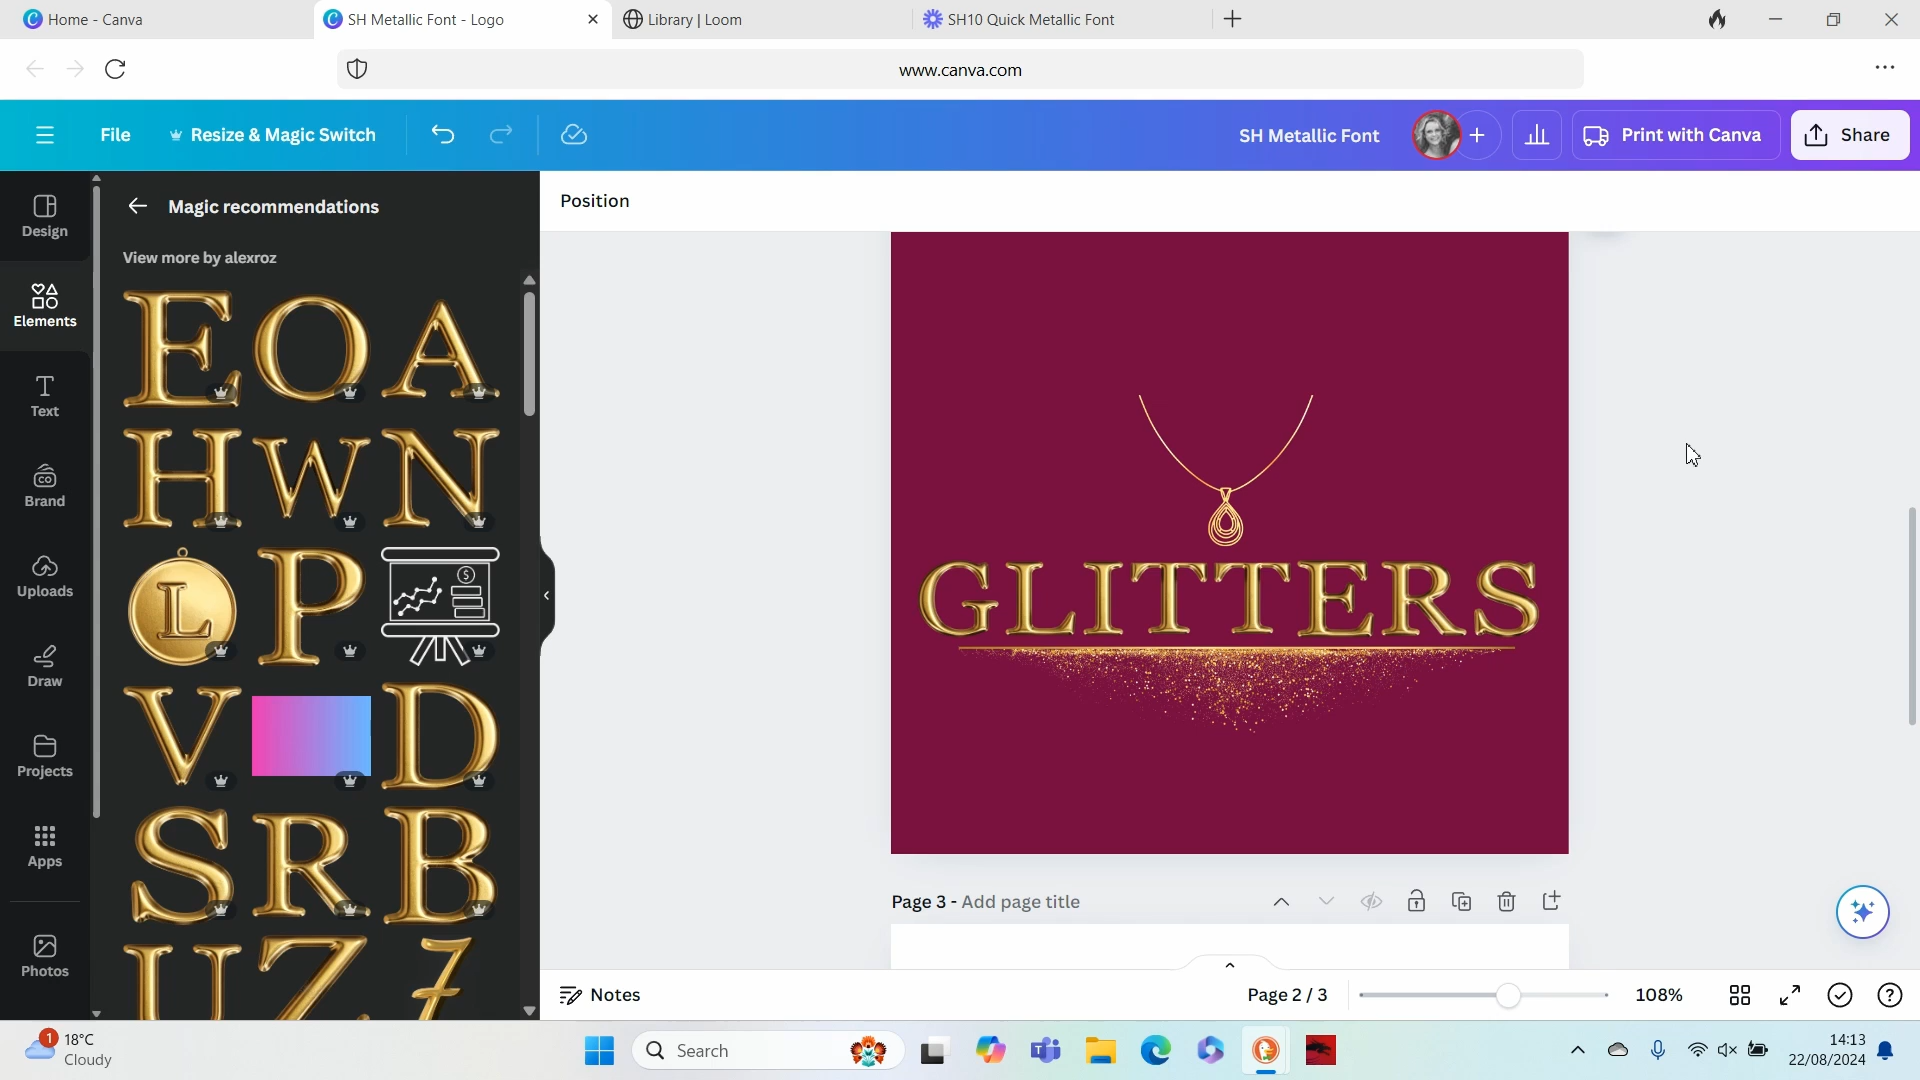 Home - Canva
SH Metallic Font - Logo
Library | Loom
SH10 Quick Metallic Font
www.canva.com
File
Resize & Magic Switch
SH Metallic Font
Print with Canva
Share
Design
Elements
Text
Brand
Uploads
Draw
Projects
Apps
Photos
Magic recommendations
View more by alexroz
E O A
H W N
L P $
V D
S R B
U Z 7
Position
GLITTERS
Page 3 - Add page title
Notes
Page 2 / 3
108%
1
18°C
Cloudy
Search
14:13
22/08/2024